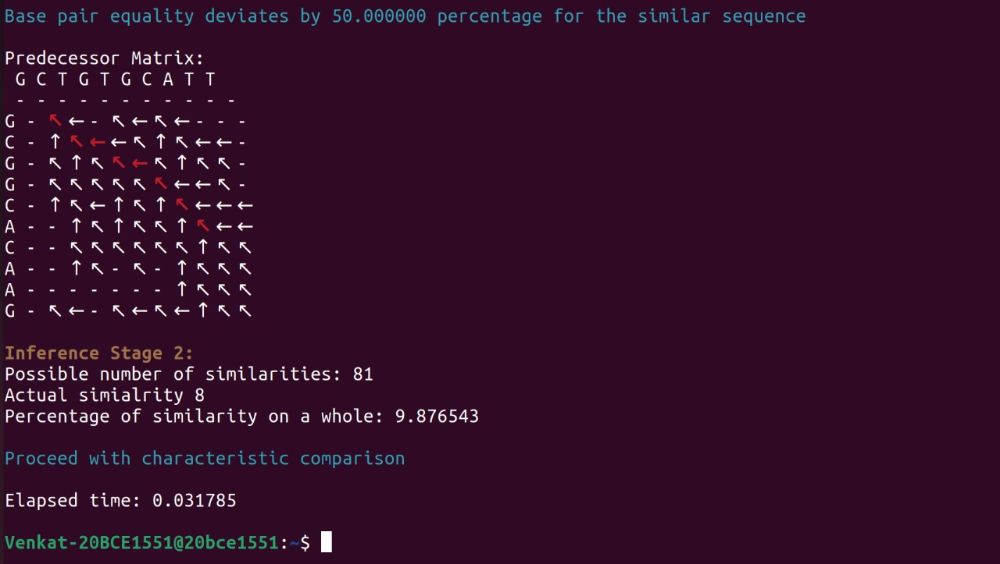 Base pair equality deviates by 50.000000 percentage for the similar sequence
Predecessor Matrix:
 G C T G T G C A T T
 - - - - - - - - - - -
G - ↖ ← - ↖ ← ↖ ← - - -
C - ↑ ↖ ← ← ↖ ↑ ↖ ← ← -
G - ↖ ↑ ↖ ↖ ← ↖ ↑ ↖ ↖ -
G - ↖ ↖ ↖ ↖ ↖ ↖ ← ← ↖ -
C - ↑ ↖ ← ↑ ↖ ↑ ↖ ← ← ←
A - - ↑ ↖ ↑ ↖ ↖ ↑ ↖ ← ←
C - - ↖ ↖ ↖ ↖ ↖ ↖ ↑ ↖ ↖
A - - ↑ ↖ - ↖ - ↑ ↖ ↖ ↖
A - - - - - - - ↑ ↖ ↖ ↖
G - ↖ ← - ↖ ← ↖ ← ↑ ↖ ↖
Inference Stage 2:
Possible number of similarities: 81
Actual simialrity 8
Percentage of similarity on a whole: 9.876543
Proceed with characteristic comparison
Elapsed time: 0.031785
Venkat-20BCE1551@20bce1551:~$